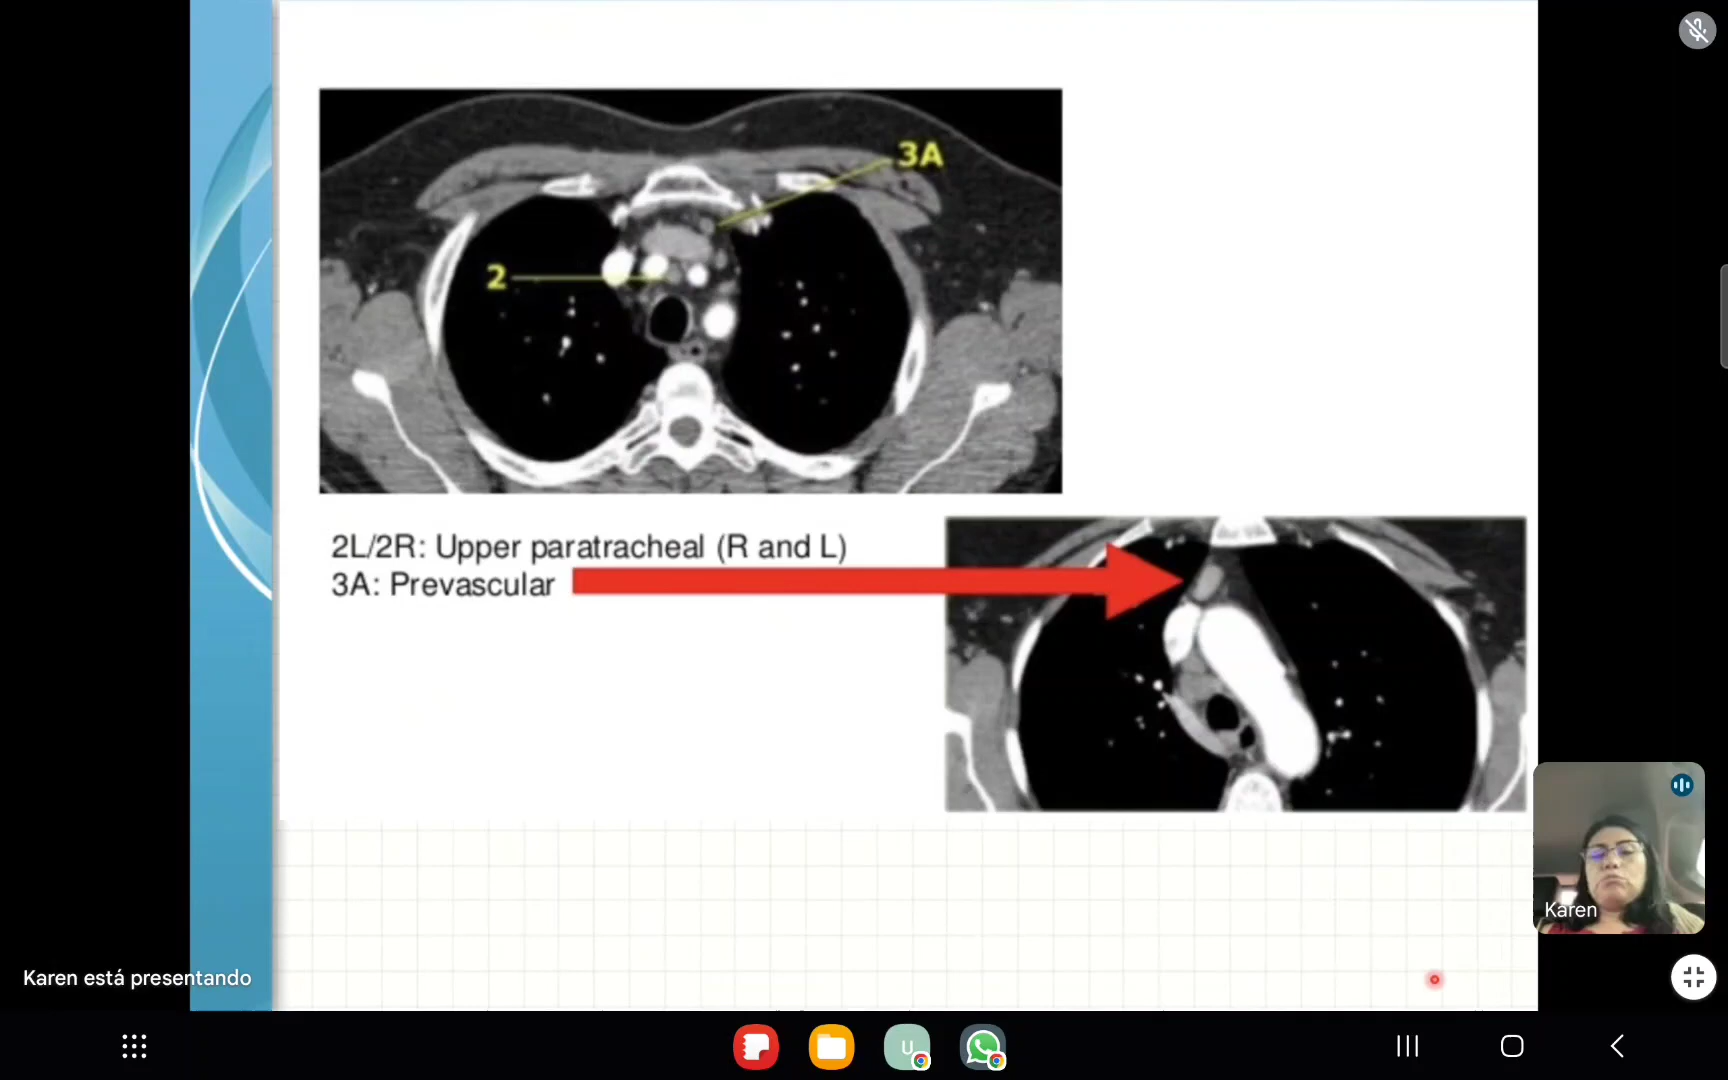 3A
2
2L/2R: Upper paratracheal (R and L)
3A: Prevascular
Karen
Karen está presentando
U